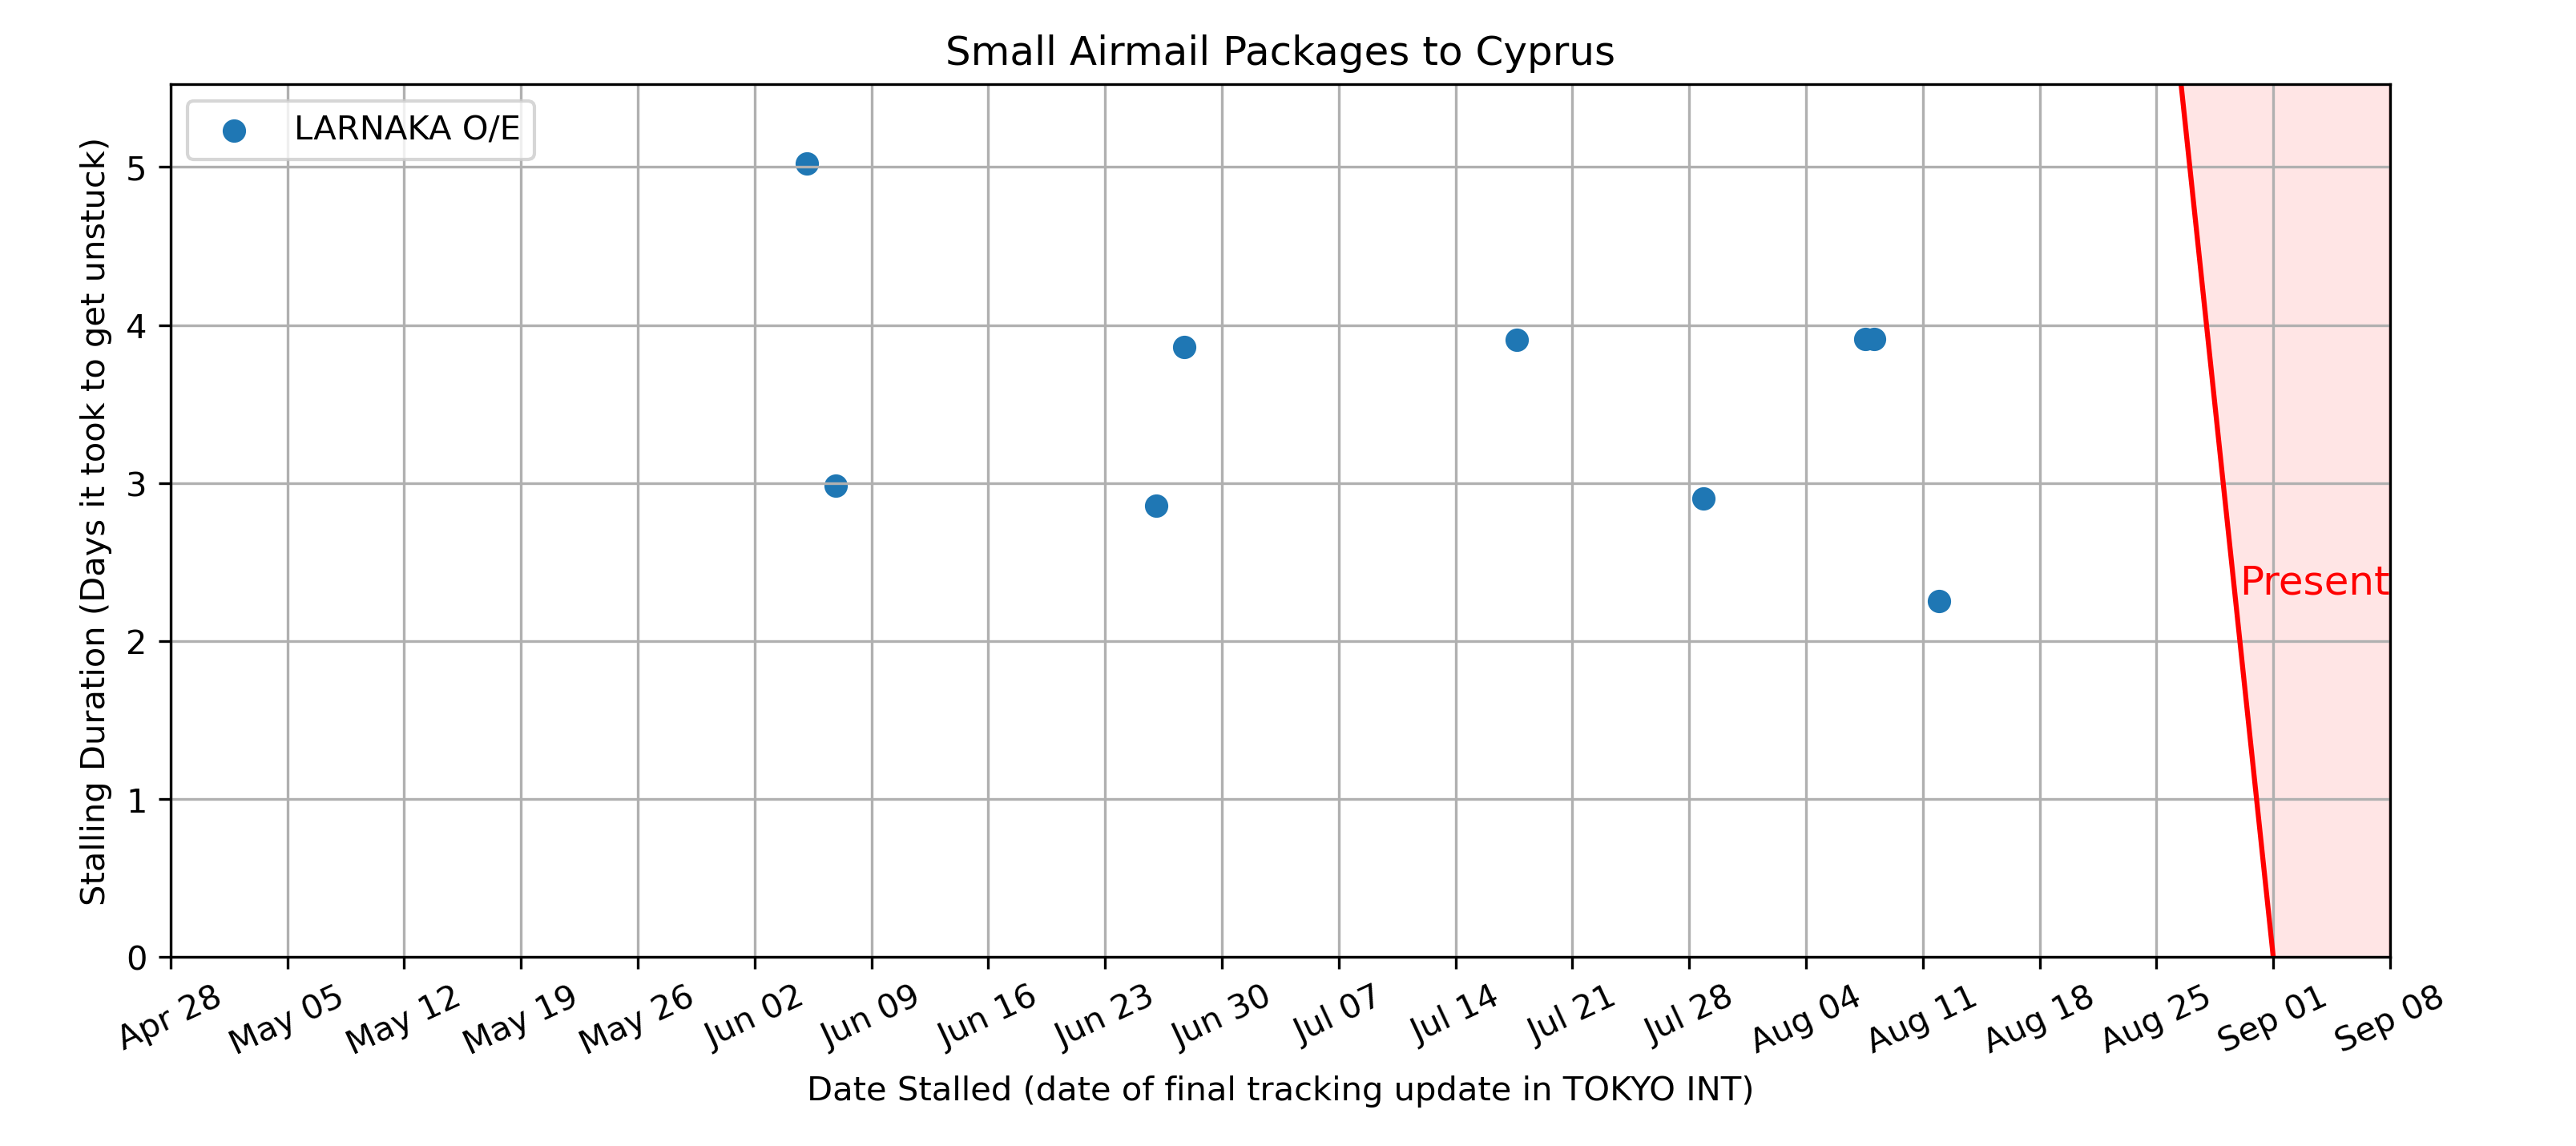 Small Airmail Packages to Cyprus
LARNAKA O/E
Stalling Duration (Days it took to get unstuck)
5
4
3
2
1
0
Present
Apr 28 May 05 May 12 May 19 May 26 Jun 02 Jun 09 Jun 16 Jun 23 Jun 30 Jul 07 Jul 14 Jul 21 Jul 28 Aug 04 Aug 11 Aug 18 Aug 25 Sep 01 Sep 08
Date Stalled (date of final tracking update in TOKYO INT)